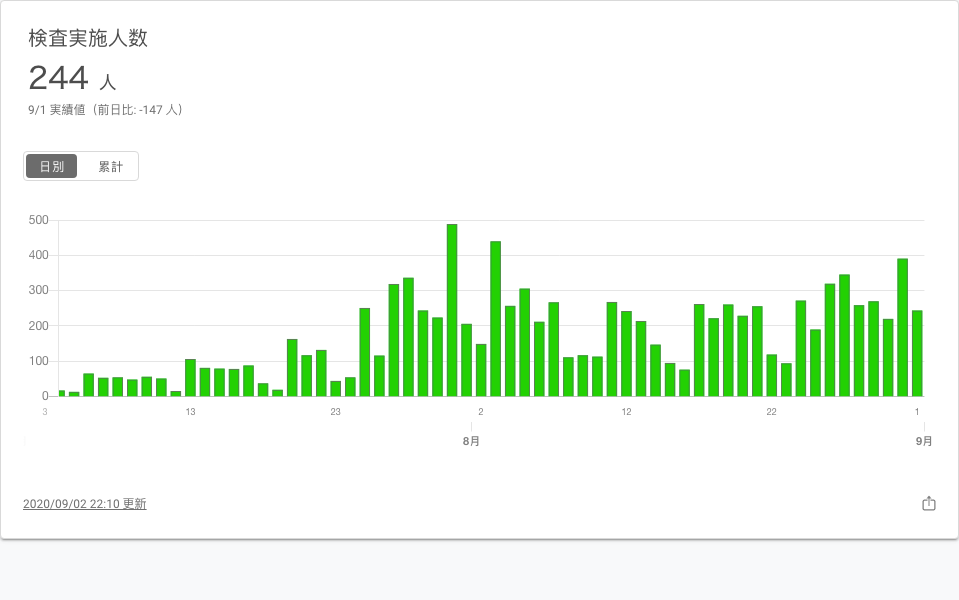 検査実施人数
244 人
9/1 実績値（前日比: -147 人）
日別 累計
500
400
300
200
100
0
3 13 23 2 12 22 1
8月 9月
2020/09/02 22:10 更新